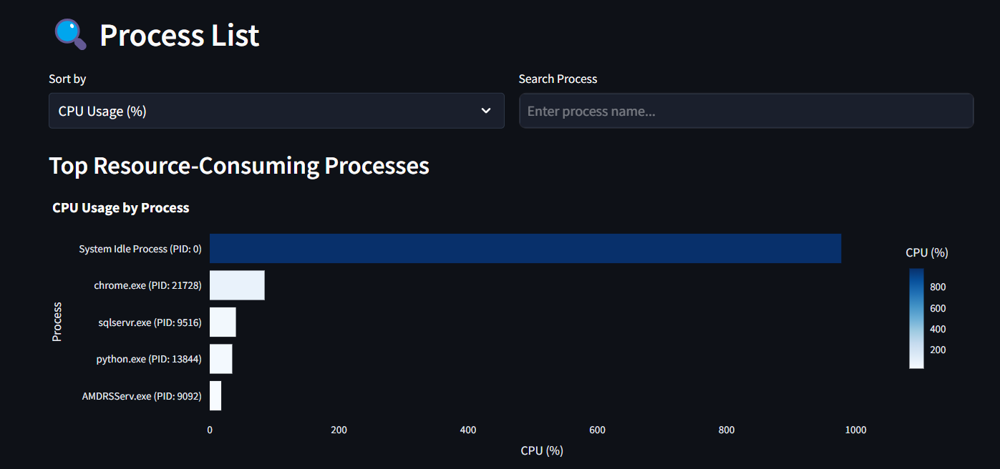 Process List
Sort by
Search Process
CPU Usage (%)
Enter process name...
Top Resource-Consuming Processes
CPU Usage by Process
System Idle Process (PID: 0)
chrome.exe (PID: 21728)
sqlservr.exe (PID: 9516)
python.exe (PID: 13844)
AMDRSServ.exe (PID: 9092)
Process
0
200
400
600
800
1000
CPU (%)
CPU (%)
800
600
400
200